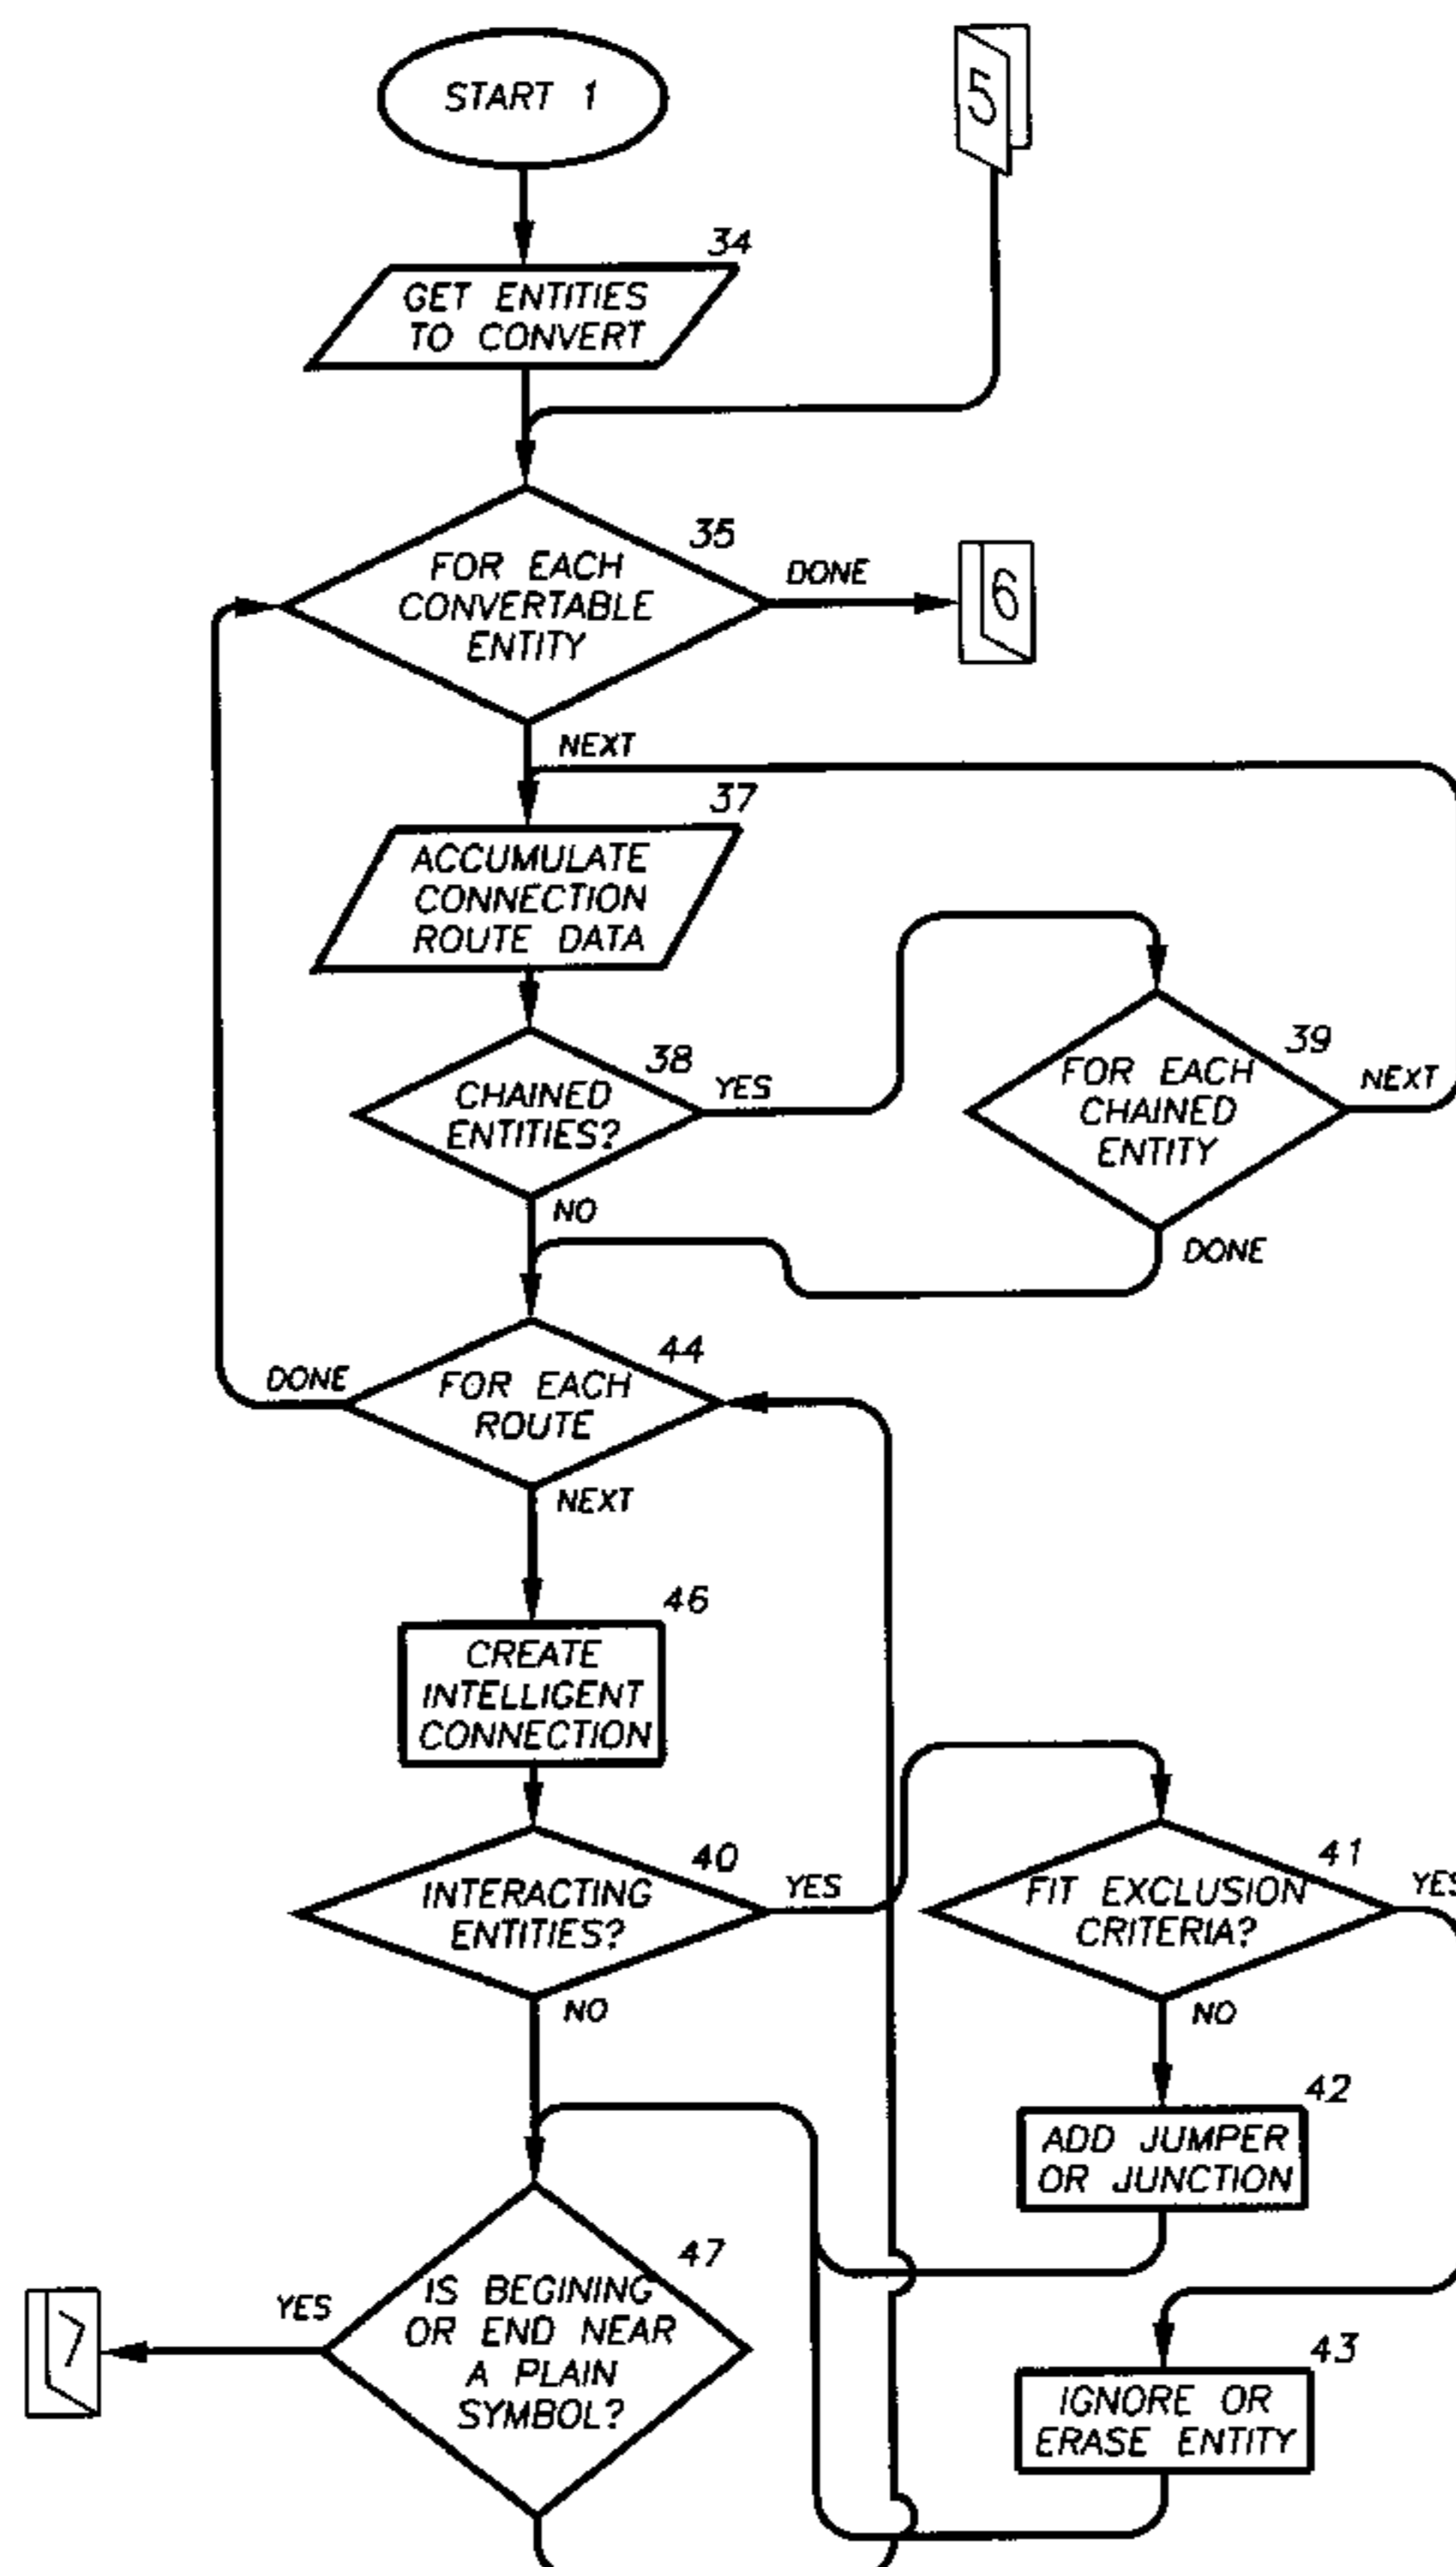 START 1
5
34
GET ENTITIES
TO CONVERT
35
FOR EACH
CONVERTABLE
ENTITY
DONE
6
NEXT
37
ACCUMULATE
CONNECTION
ROUTE DATA
38
CHAINED
ENTITIES?
YES
39
FOR EACH
CHAINED
ENTITY
NEXT
NO
DONE
44
DONE
FOR EACH
ROUTE
NEXT
46
CREATE
INTELLIGENT
CONNECTION
40
INTERACTING
ENTITIES?
YES
41
FIT EXCLUSION
CRITERIA?
YES
NO
NO
42
ADD JUMPER
OR JUNCTION
47
IS BEGINING
OR END NEAR
A PLAIN
SYMBOL?
YES
7
43
IGNORE OR
ERASE ENTITY